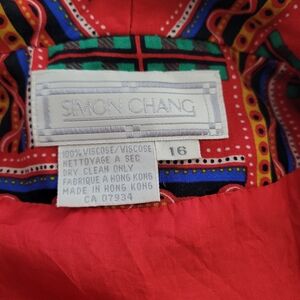 SIMON CHANG
16
100% VISCOSE/VISCOSE
NETTOYAGE A SEC
DRY CLEAN ONLY
FABRIQUE A HONG KONG
MADE IN HONG KONG
CA 07934